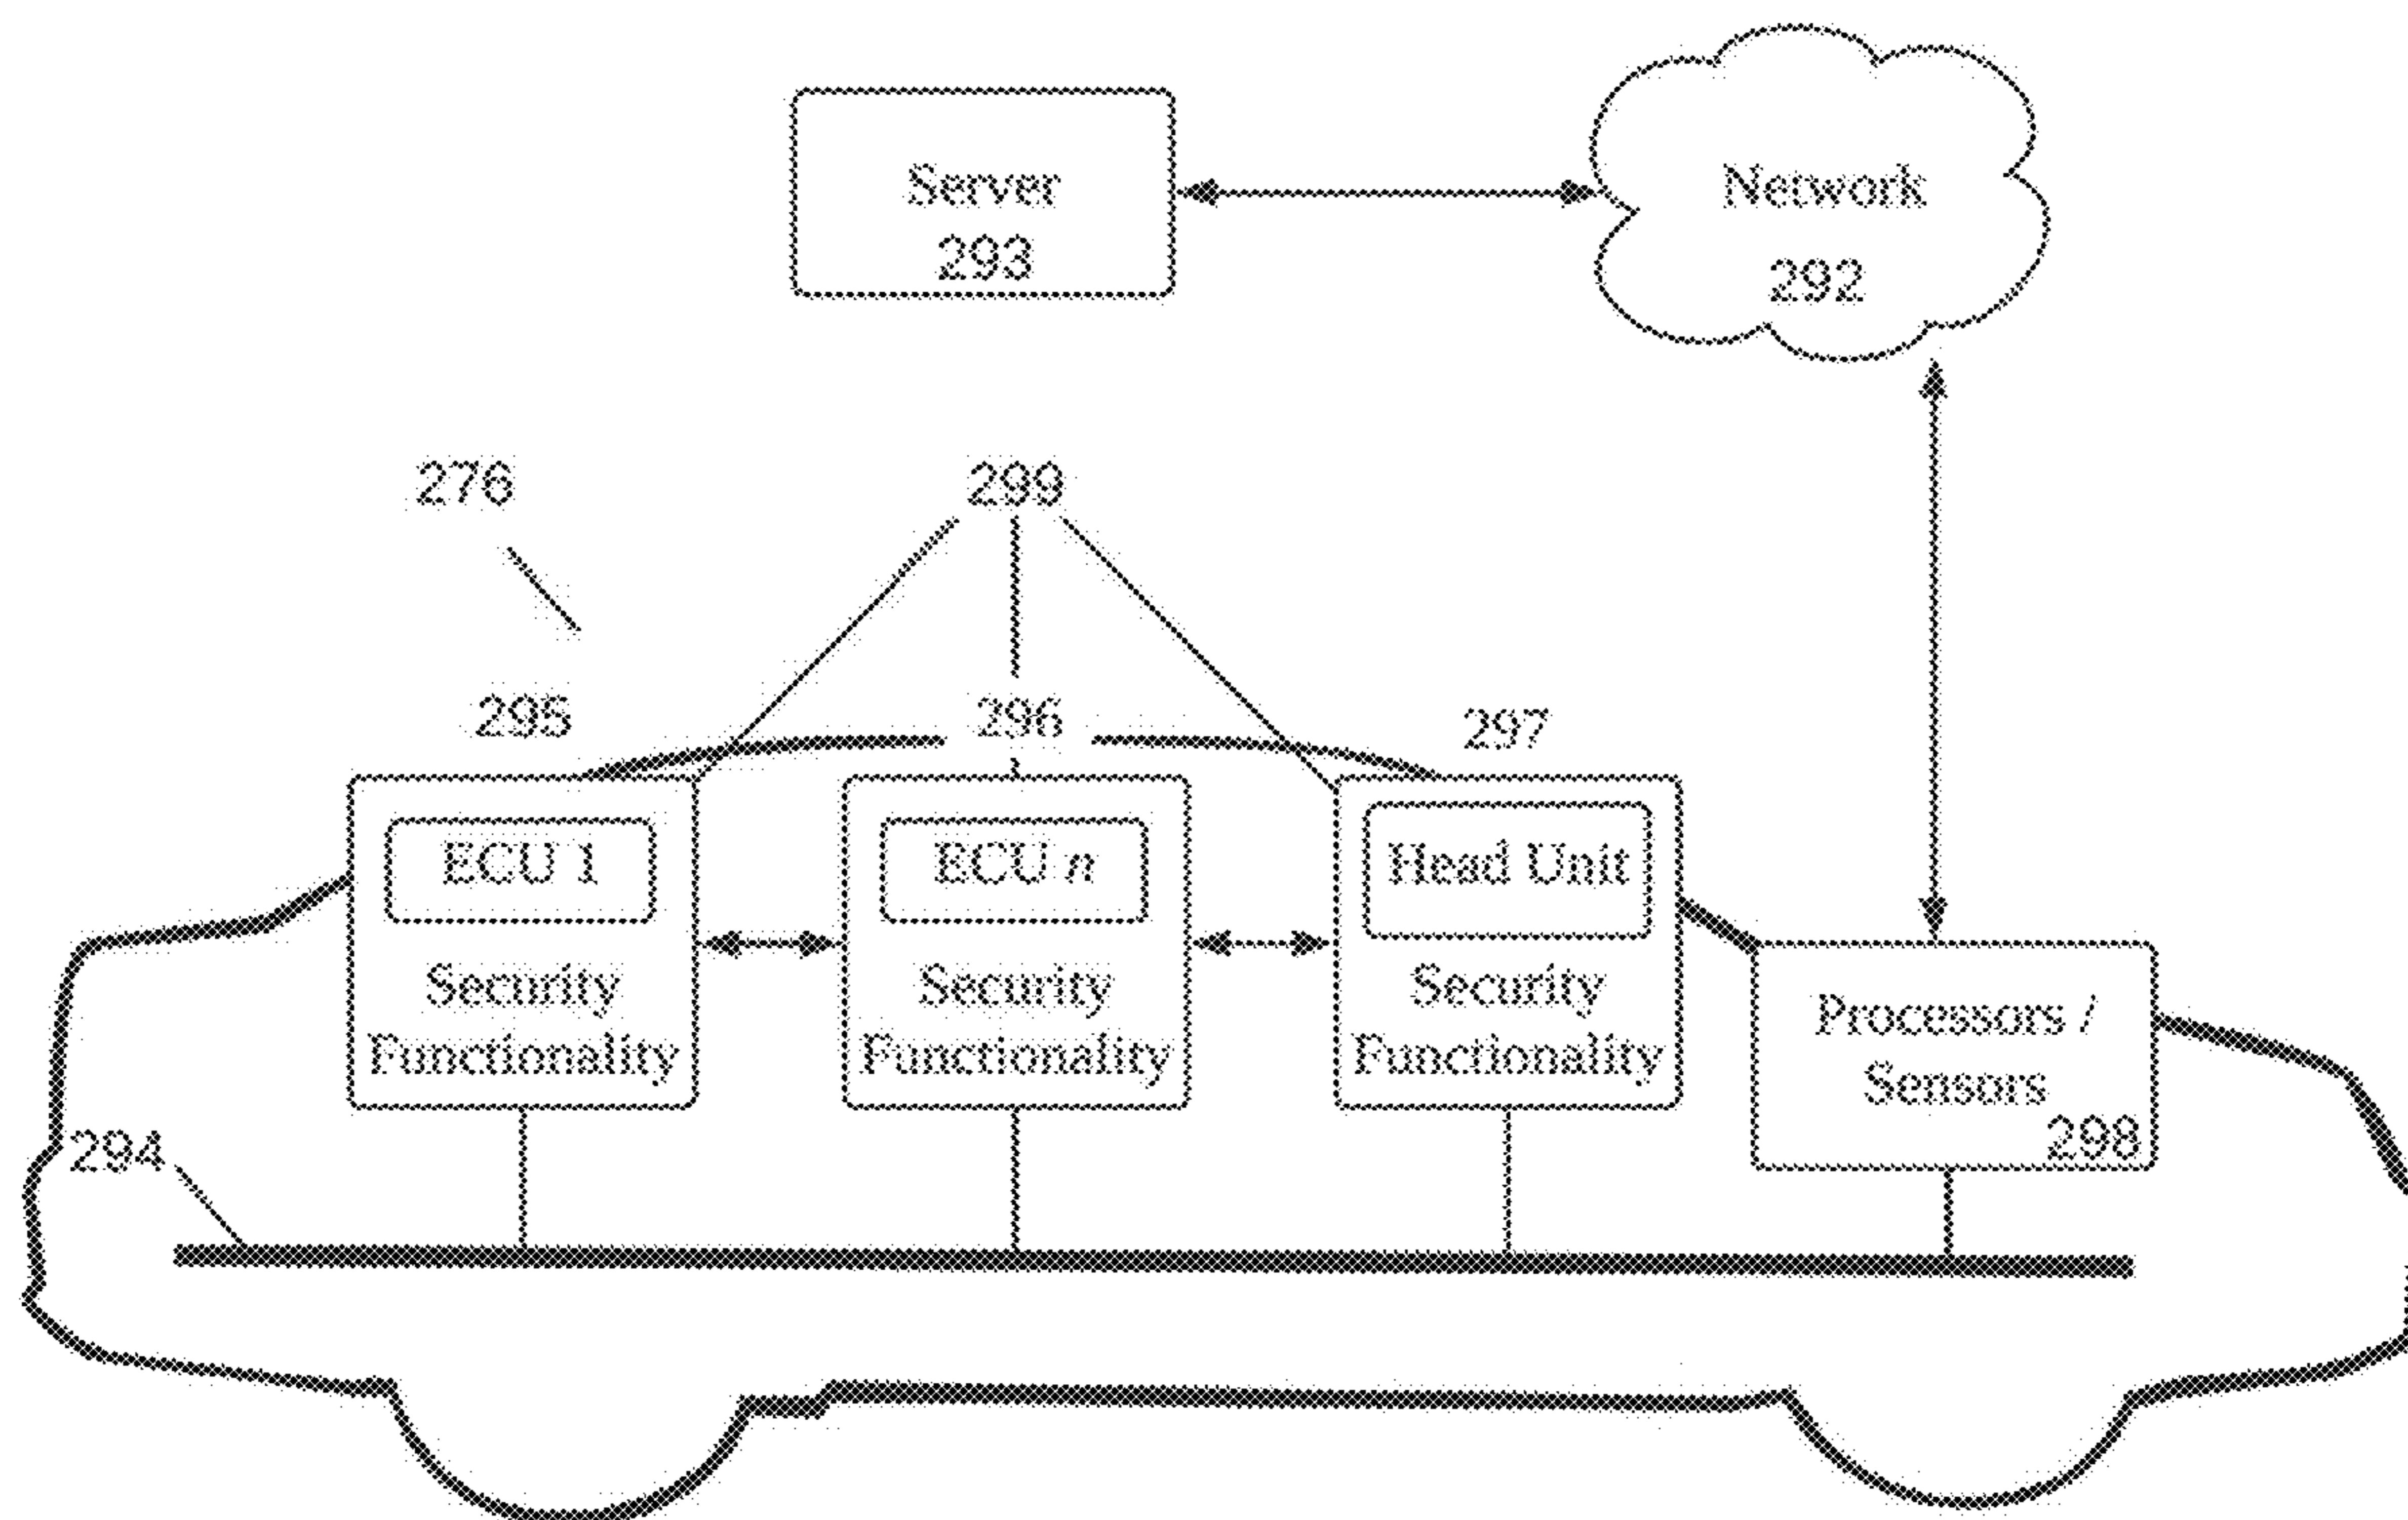 Server
293
Network
292
276
299
295
296
297
ECU 1
ECU n
Head Unit
Security
Functionality
Security
Functionality
Security
Functionality
Processors /
Sensors
298
294